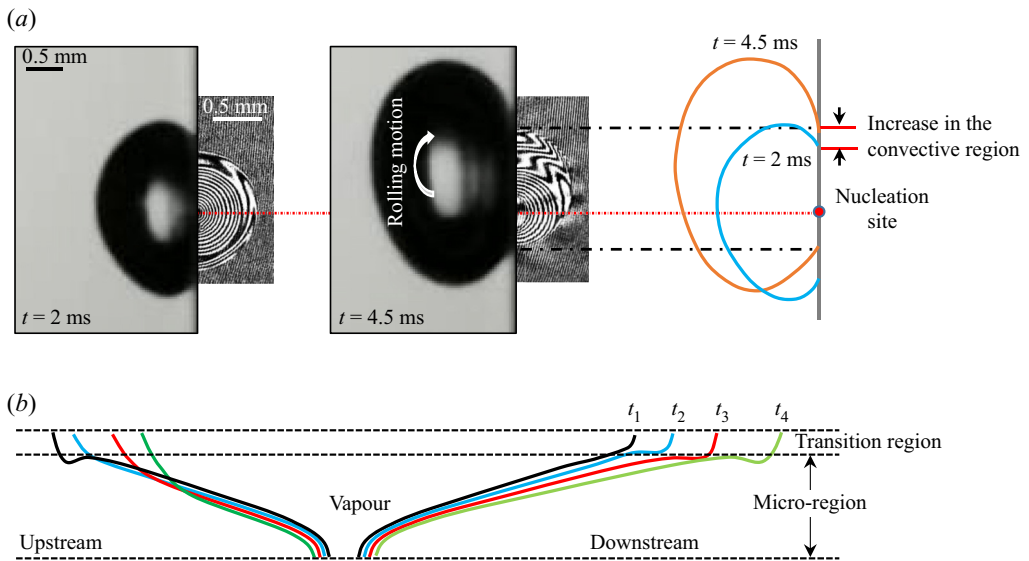 (a)
0.5 mm
t = 2 ms
0.5 mm
Rolling motion
t = 4.5 ms
t = 4.5 ms
t = 2 ms
Increase in the
convective region
Nucleation
site
(b)
t1 t2 t3 t4
Transition region
Vapour
Micro-region
Upstream
Downstream